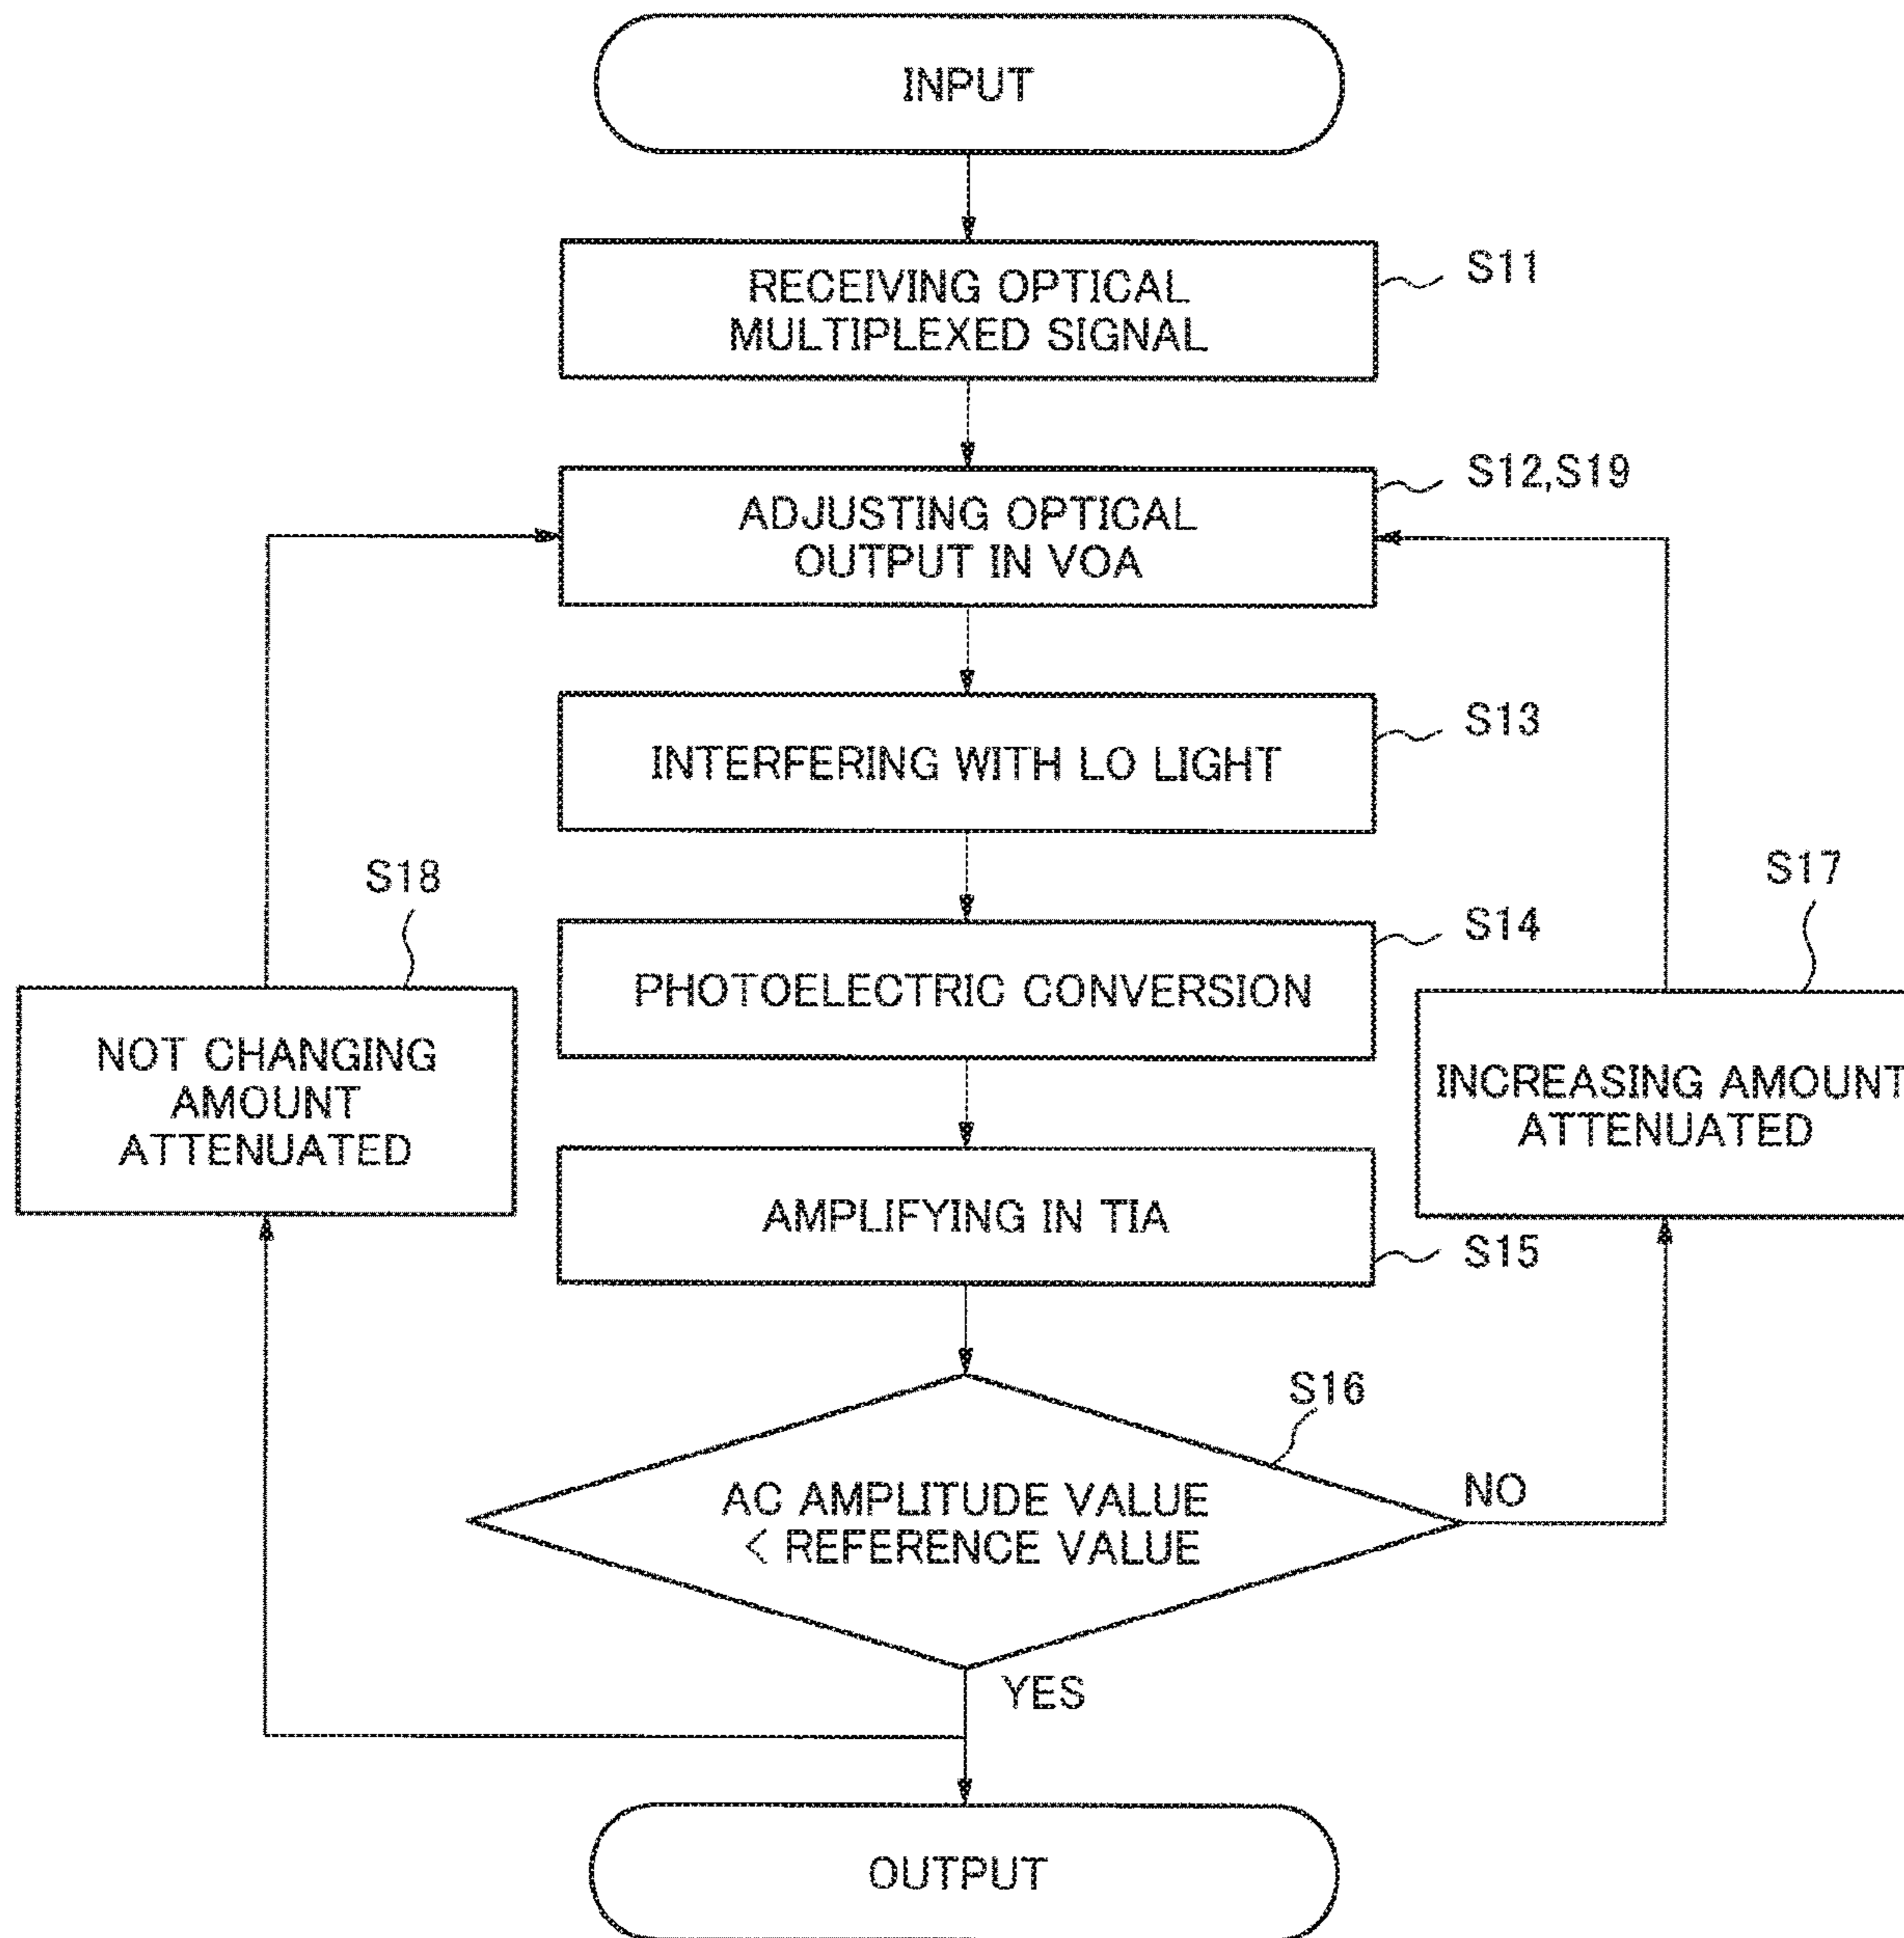 INPUT
RECEIVING OPTICAL
MULTIPLEXED SIGNAL
S11
ADJUSTING OPTICAL
OUTPUT IN VOA
S12,S19
INTERFERING WITH LO LIGHT
S13
PHOTOELECTRIC CONVERSION
S14
S18
NOT CHANGING
AMOUNT
ATTENUATED
S17
INCREASING AMOUNT
ATTENUATED
AMPLIFYING IN TIA
S15
S16
AC AMPLITUDE VALUE
< REFERENCE VALUE
NO
YES
OUTPUT